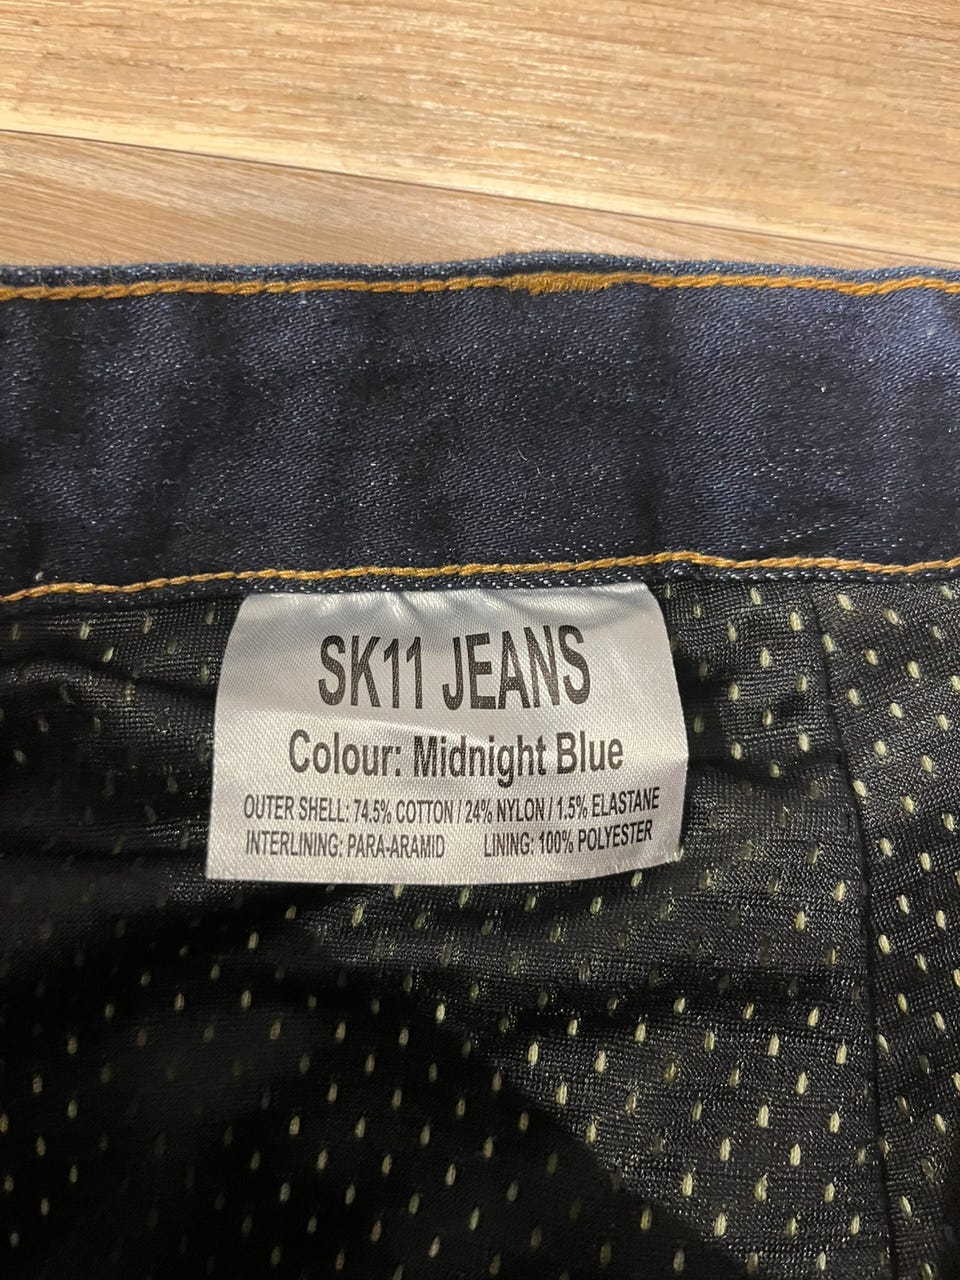 SK11 JEANS
Colour: Midnight Blue
OUTER SHELL: 74.5% COTTON / 24% NYLON / 1.5% ELASTANE
INTERLINING: PARA-ARAMID LINING: 100% POLYESTER